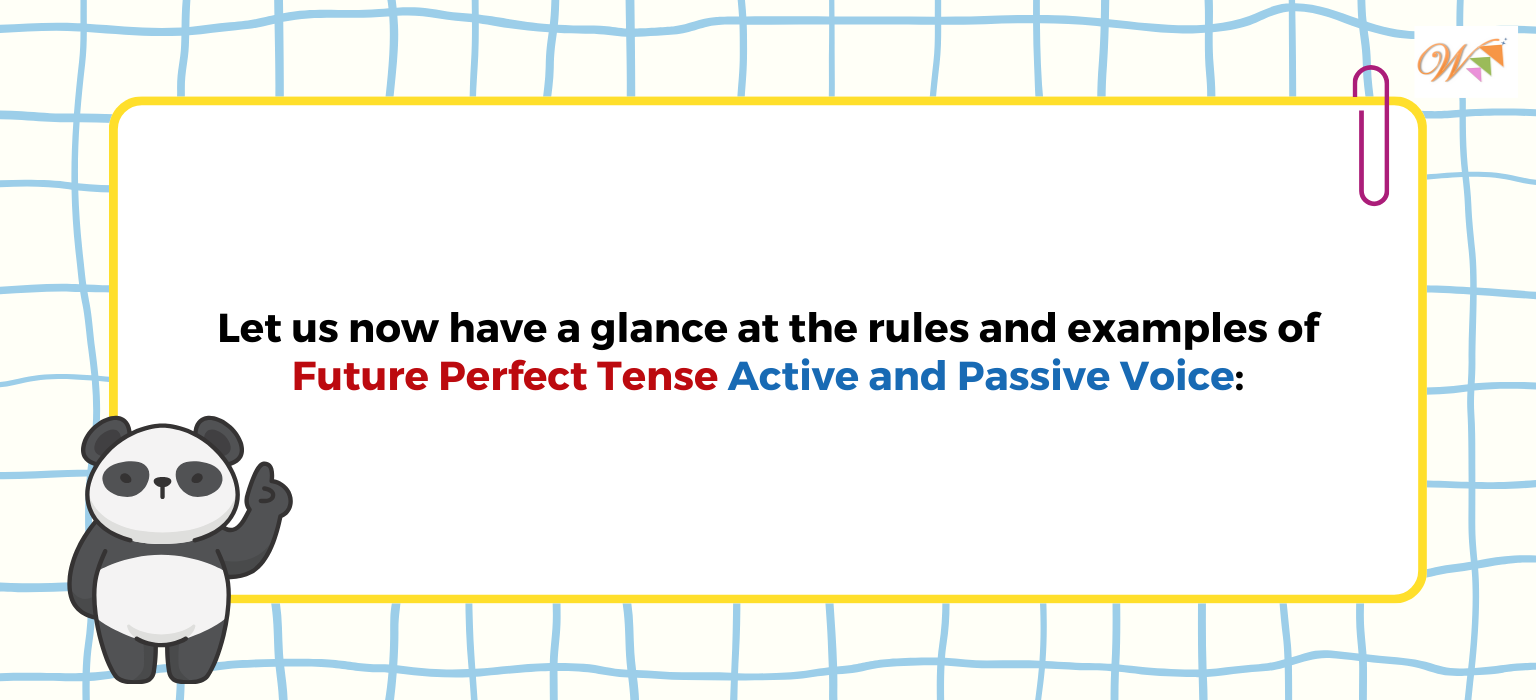 W
Let us now have a glance at the rules and examples of
Future Perfect Tense Active and Passive Voice: